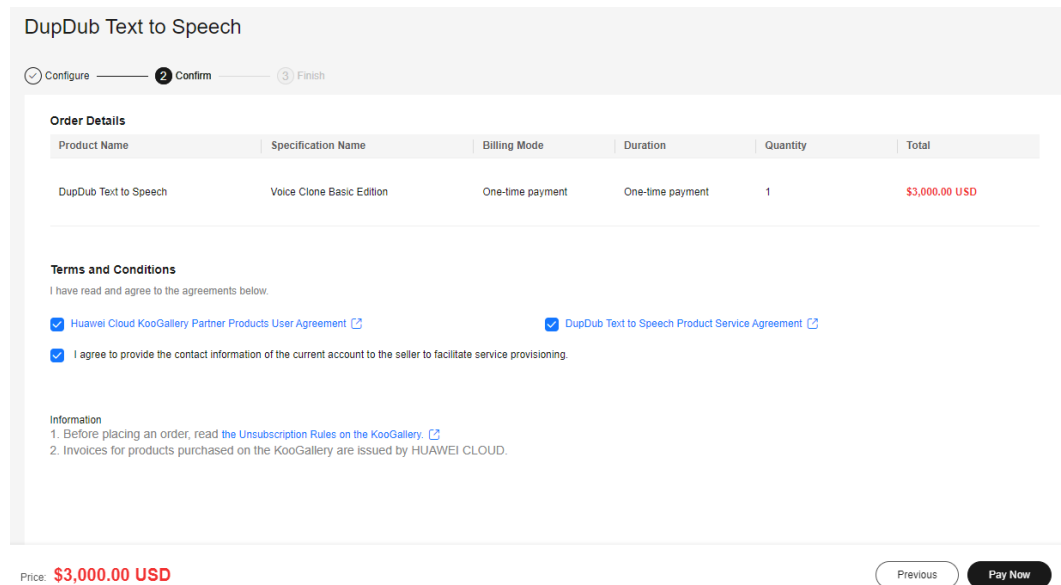 DupDub Text to Speech
Configure 2 Confirm 3 Finish
Order Details
Product Name Specification Name Billing Mode Duration Quantity Total
DupDub Text to Speech Voice Clone Basic Edition One-time payment One-time payment 1 $3,000.00 USD
Terms and Conditions
I have read and agree to the agreements below.
Huawei Cloud KooGallery Partner Products User Agreement DupDub Text to Speech Product Service Agreement
I agree to provide the contact information of the current account to the seller to facilitate service provisioning.
Information
1. Before placing an order, read the Unsubscription Rules on the KooGallery.
2. Invoices for products purchased on the KooGallery are issued by HUAWEI CLOUD.
Price: $3,000.00 USD Previous Pay Now